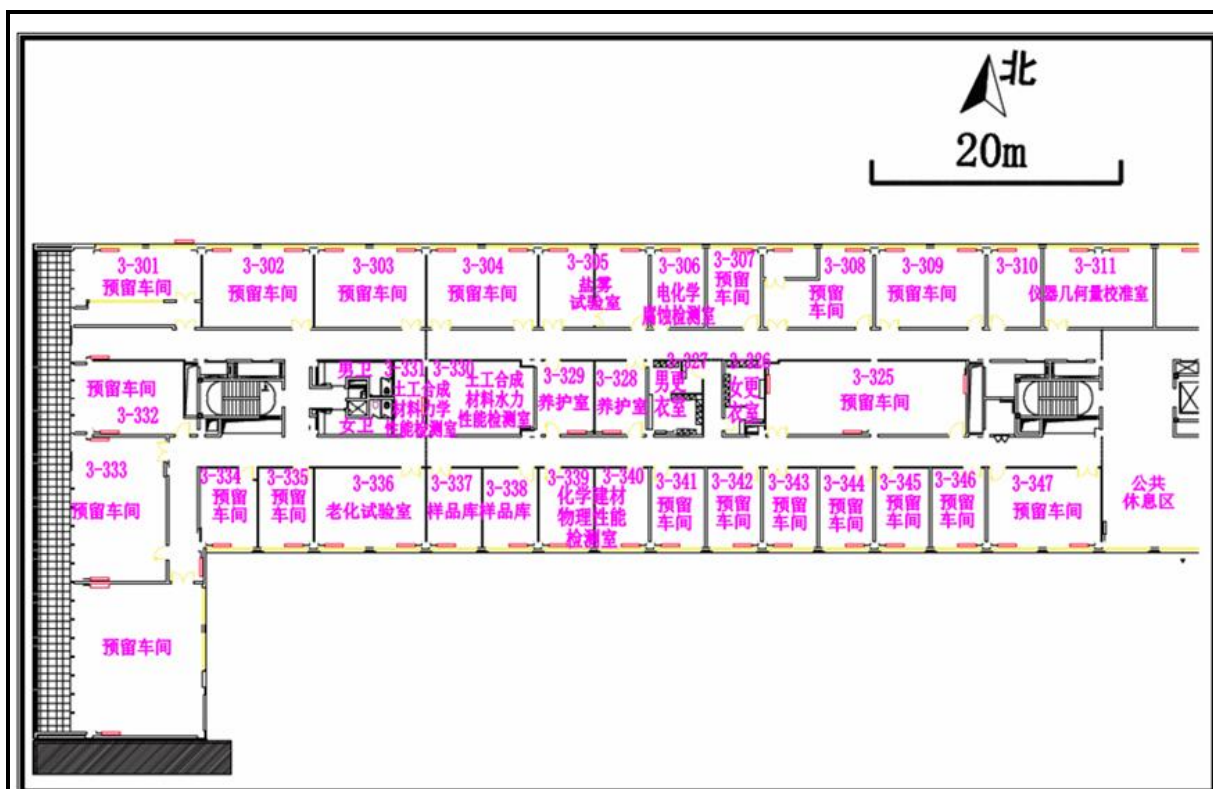 北
20m
3-301
预留车间
3-302
预留车间
3-303
预留车间
3-304
预留车间
3-305
盐雾
试验室
3-306
电化学
腐蚀检测室
3-307
预留
车间
3-308
预留
车间
3-309
预留车间
3-310
3-311
仪器几何量校准室
预留车间
3-332
男卫
女卫
3-331
土工合成
材料力学
性能检测室
3-330
土工合成
材料水力
性能检测室
3-329
养护室
3-328
养护室
3-327
男更
衣室
3-326
女更
衣室
3-325
预留车间
3-333
预留车间
3-334
预留
车间
3-335
预留
车间
3-336
老化试验室
3-337
样品库
3-338
样品库
3-339
3-340
化学建材
物理性能
检测室
3-341
预留
车间
3-342
预留
车间
3-343
预留
车间
3-344
预留
车间
3-345
预留
车间
3-346
预留
车间
3-347
预留车间
公共
休息区
预留车间